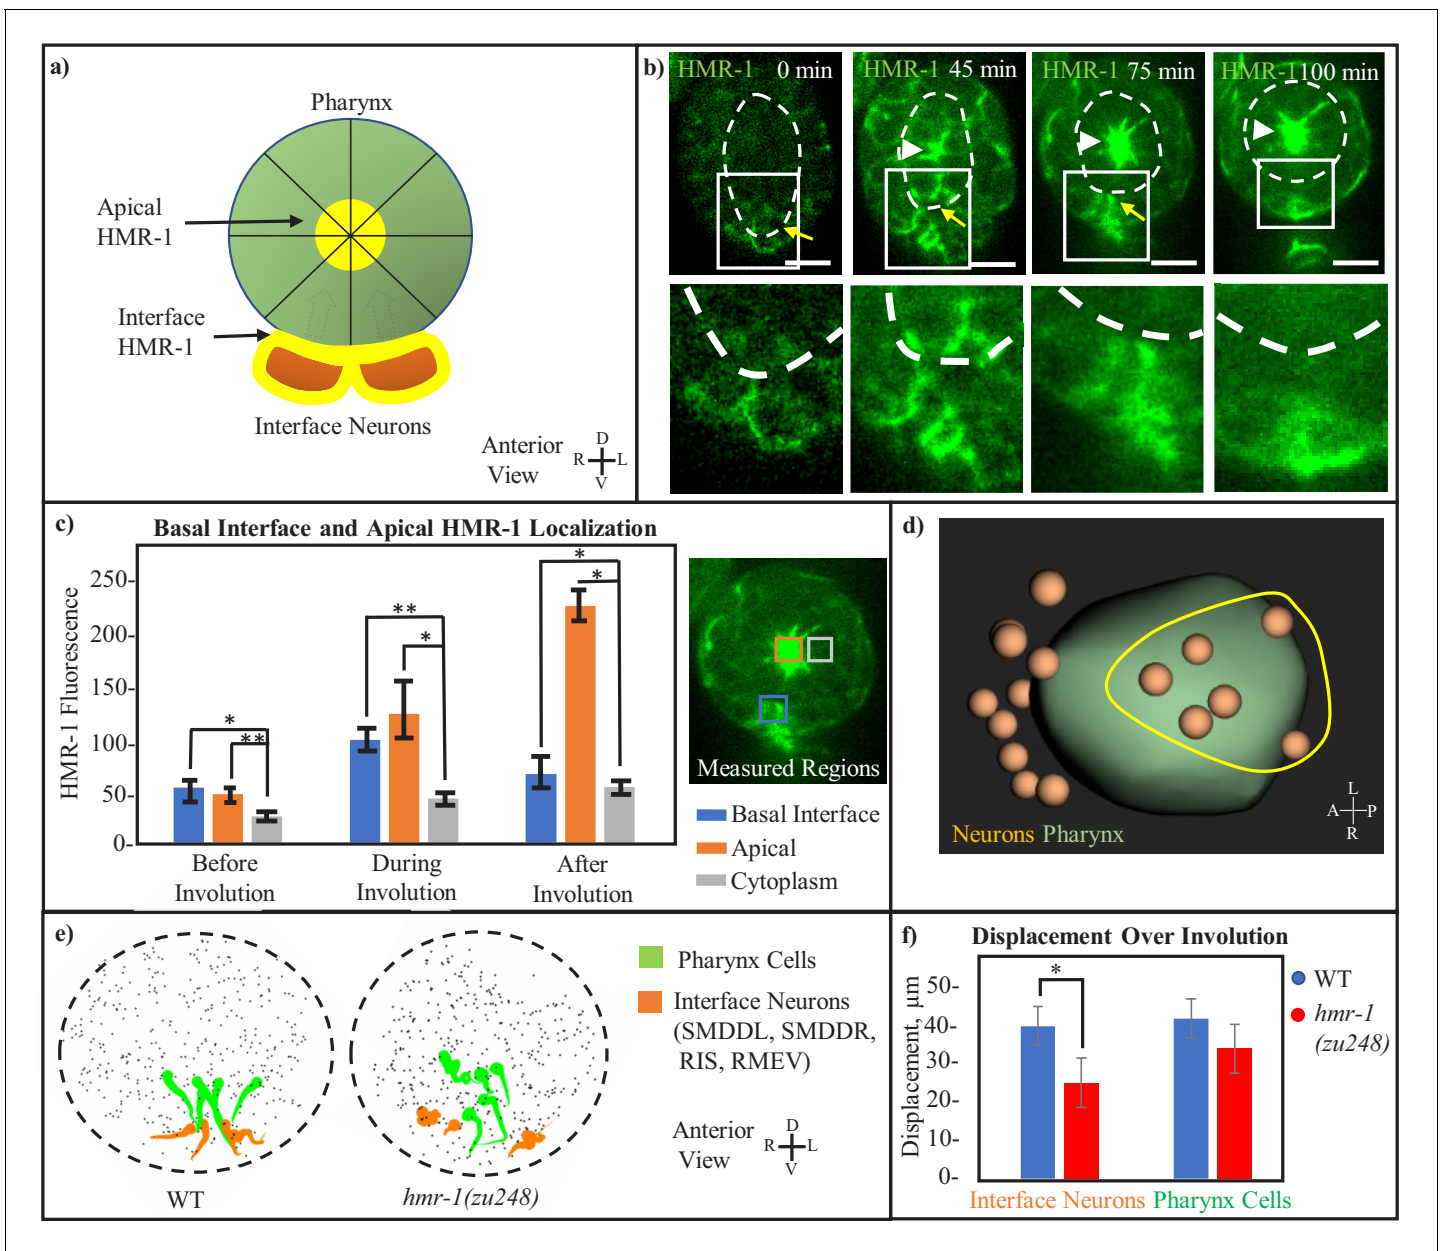 a)
Pharynx
Apical
HMR-1
Interface
HMR-1
Interface Neurons
Anterior
View
D
R L
V
b)
HMR-1 0 min
HMR-1 45 min
HMR-1 75 min
HMR-1 100 min
c)
Basal Interface and Apical HMR-1 Localization
HMR-1 Fluorescence
250-
200-
150-
100-
50-
0-
*
**
**
*
*
*
Before
Involution
During
Involution
After
Involution
Measured Regions
Basal Interface
Apical
Cytoplasm
d)
Neurons Pharynx
L
A P
R
e)
WT
hmr-1(zu248)
Pharynx Cells
Interface Neurons
(SMDDL, SMDDR,
RIS, RMEV)
Anterior
View
D
R L
V
f)
Displacement Over Involution
Displacement, μm
50-
40-
30-
20-
10-
0-
*
Interface Neurons Pharynx Cells
WT
hmr-1
(zu248)